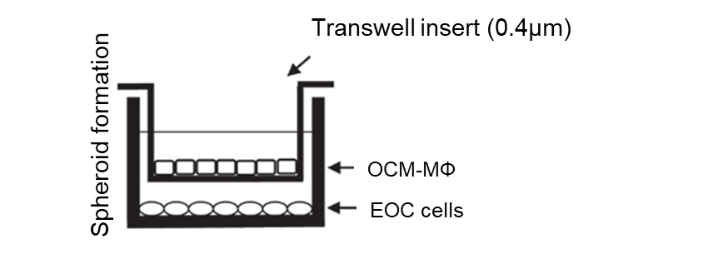 Transwell insert (0.4μm)
Spheroid formation
OCM-MΦ
EOC cells